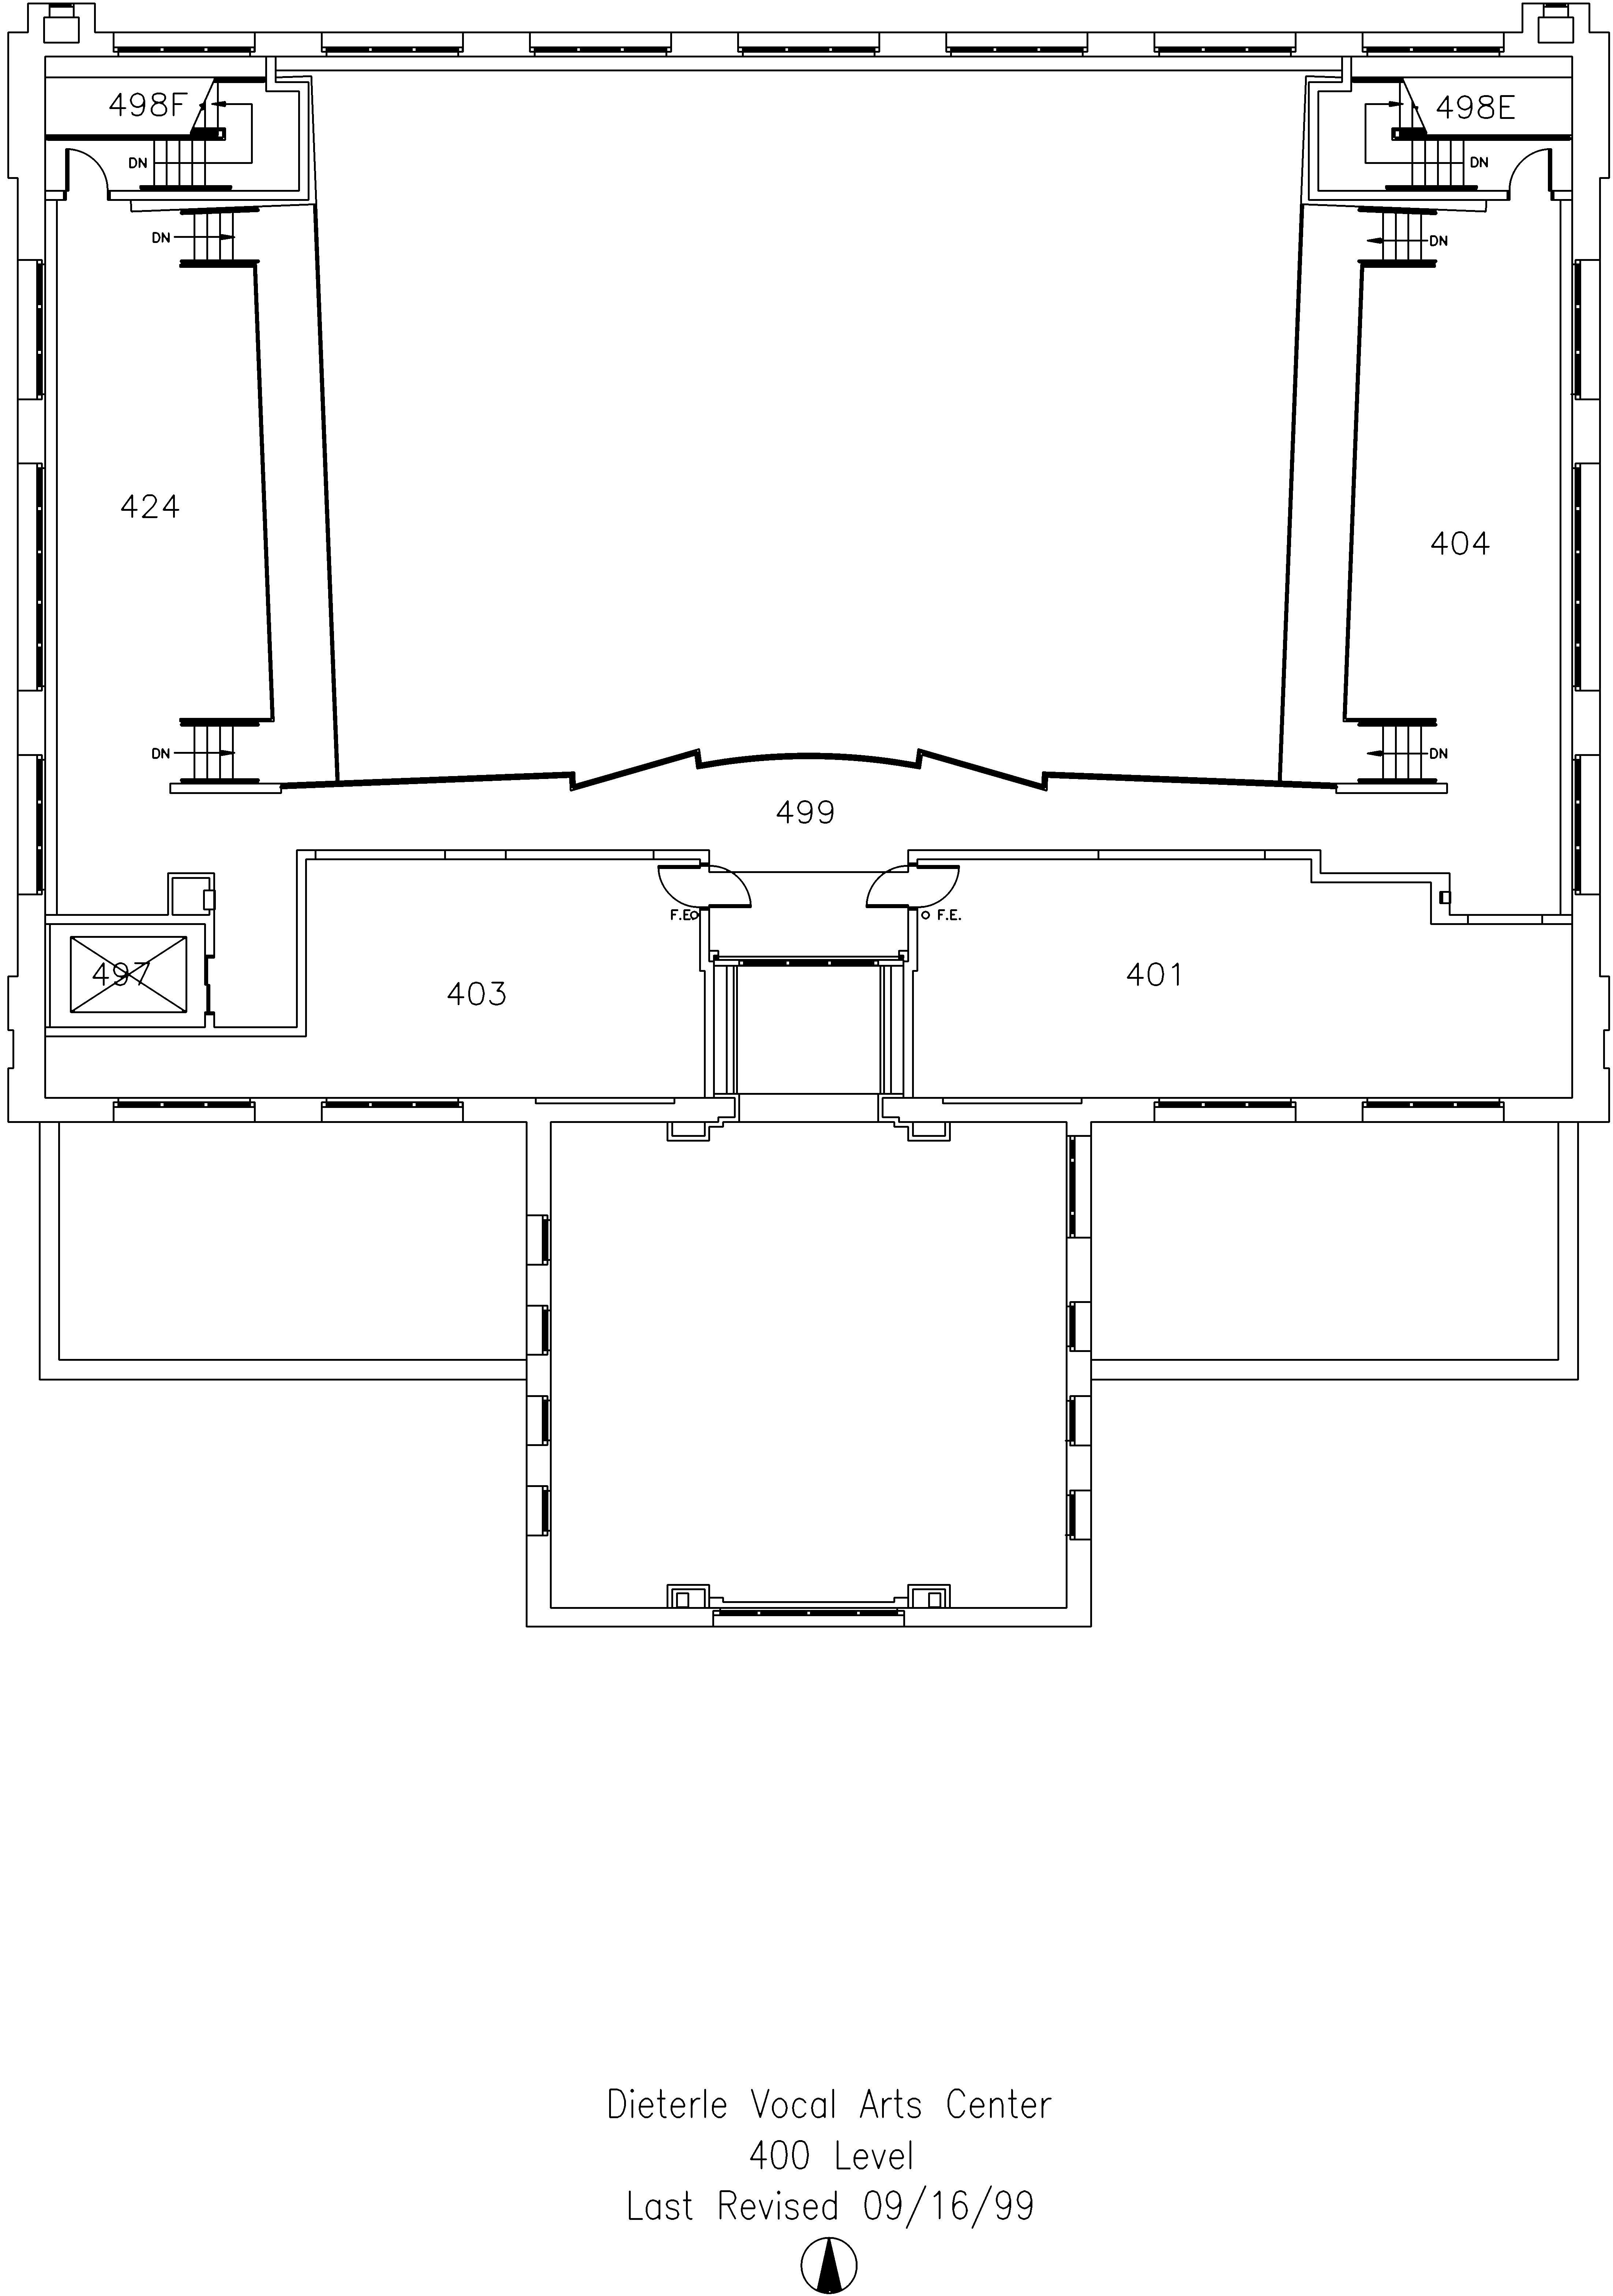 498F
498E
DN
DN
DN
DN
424
404
DN
DN
499
F.E.
F.E.
497
403
401
Dieterle Vocal Arts Center
400 Level
Last Revised 09/16/99